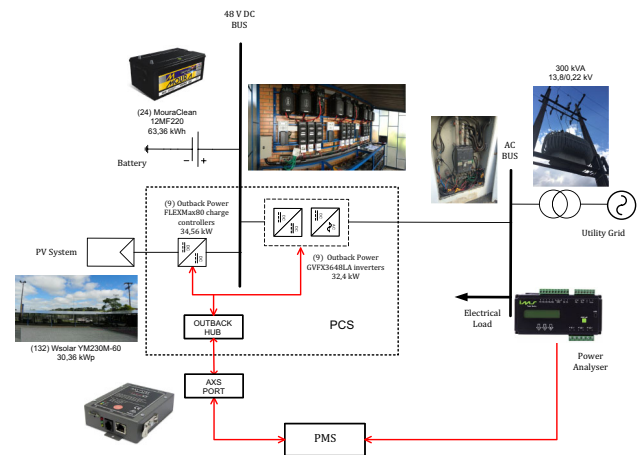 48 V DC
BUS
300 kVA
13,8/0,22 kV
(24) MouraClean
12MF220
63,36 kWh
AC
BUS
Battery
(9) Outback Power
FLEXMax80 charge
controllers
34,56 kW
PV System
Utility Grid
(9) Outback Power
GVFX3648LA inverters
32,4 kW
Electrical
Load
OUTBACK
HUB
PCS
(132) Wsolar YM230M-60
30,36 kWp
Power
Analyser
AXS
PORT
PMS